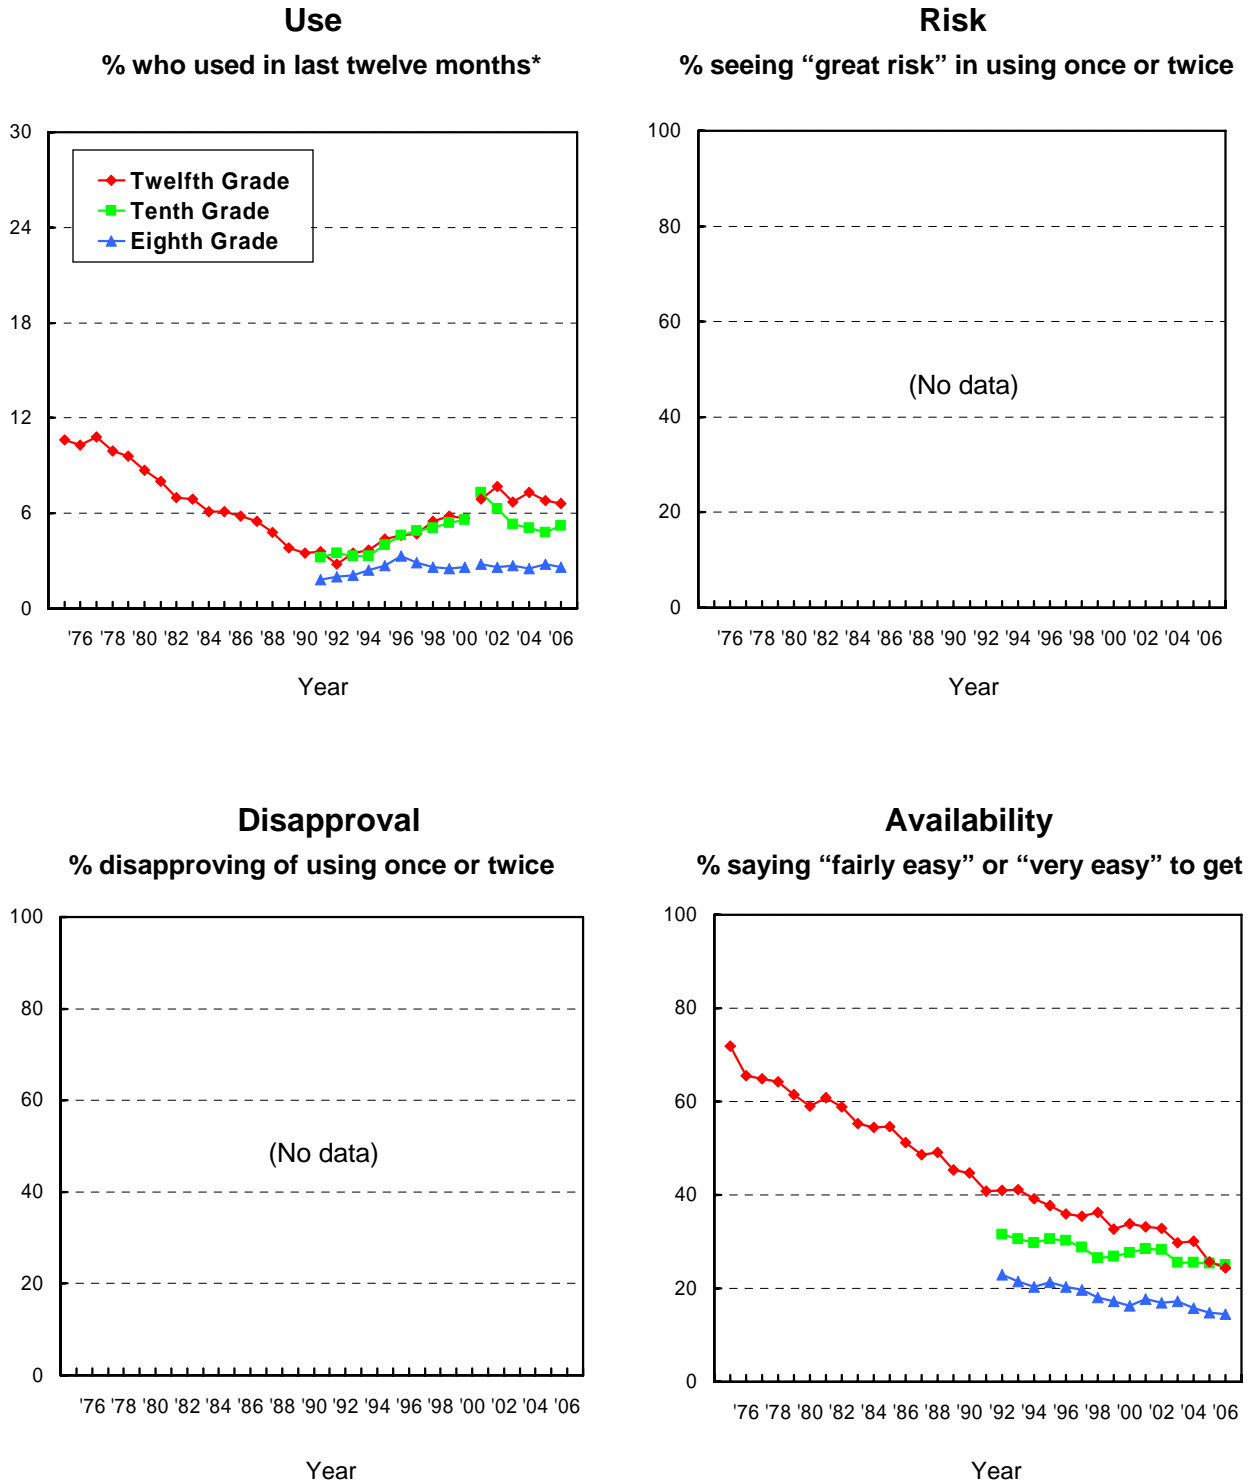 Use
% who used in last twelve months*
30
24
18
12
6
0
Twelfth Grade
Tenth Grade
Eighth Grade
'76 '78 '80 '82 '84 '86 '88 '90 '92 '94 '96 '98 '00 '02 '04 '06
Year
Risk
% seeing “great risk” in using once or twice
100
80
60
40
20
0
(No data)
'76 '78 '80 '82 '84 '86 '88 '90 '92 '94 '96 '98 '00 '02 '04 '06
Year
Disapproval
% disapproving of using once or twice
100
80
60
40
20
0
(No data)
'76 '78 '80 '82 '84 '86 '88 '90 '92 '94 '96 '98 '00 '02 '04 '06
Year
Availability
% saying “fairly easy” or “very easy” to get
100
80
60
40
20
0
'76 '78 '80 '82 '84 '86 '88 '90 '92 '94 '96 '98 '00 '02 '04 '06
Year